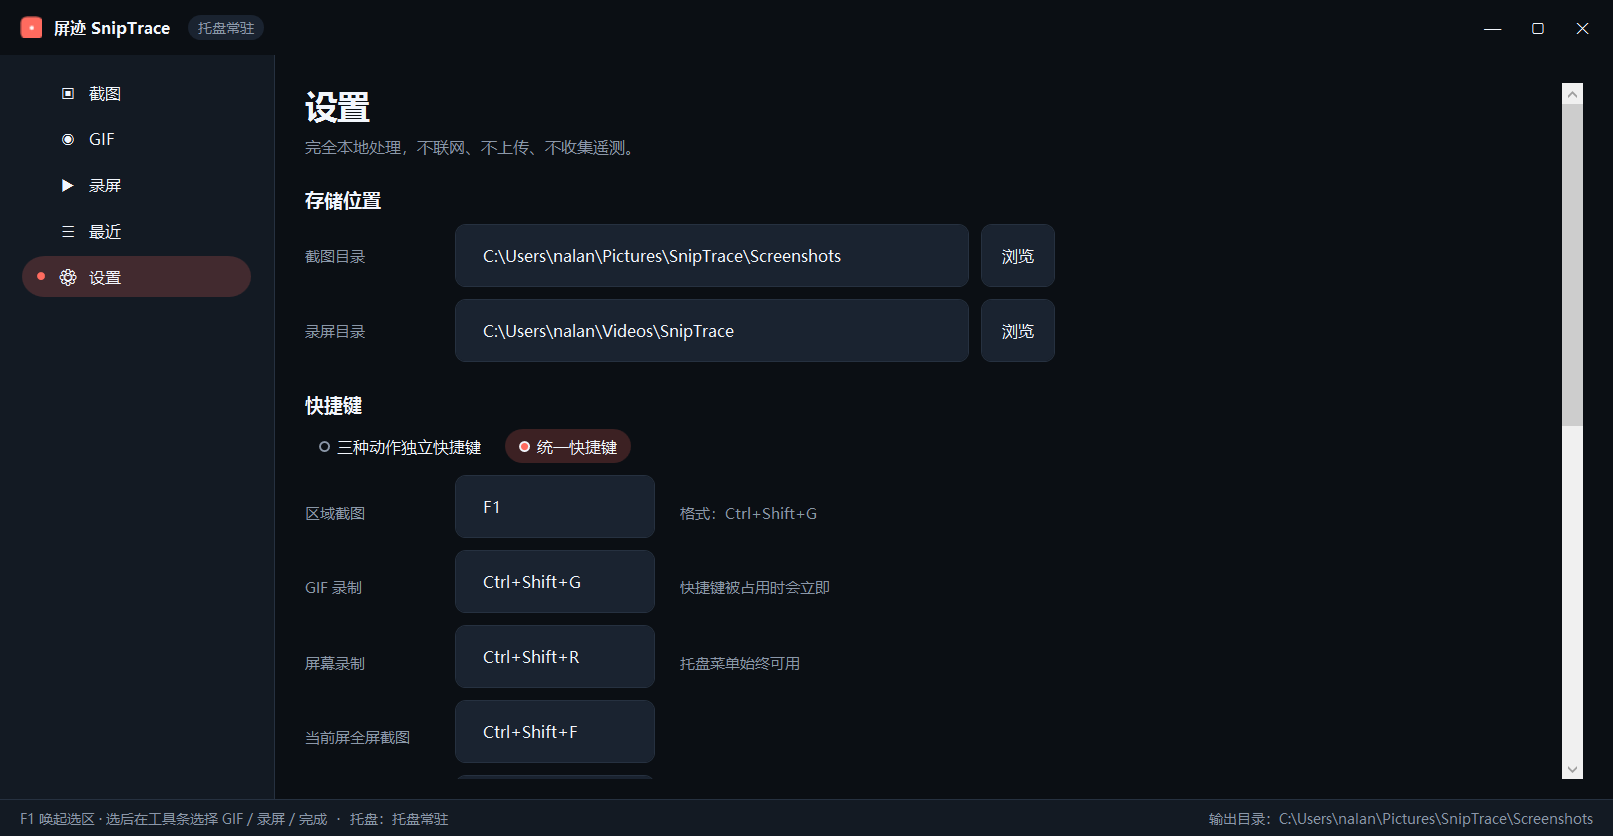 屏迹 SnipTrace 托盘常驻
截图
GIF
录屏
最近
设置
设置
完全本地处理，不联网、不上传、不收集遥测。
存储位置
截图目录 C:\Users\nalan\Pictures\SnipTrace\Screenshots 浏览
录屏目录 C:\Users\nalan\Videos\SnipTrace 浏览
快捷键
三种动作独立快捷键 统一快捷键
区域截图 F1 格式：Ctrl+Shift+G
GIF 录制 Ctrl+Shift+G 快捷键被占用时会立即
屏幕录制 Ctrl+Shift+R 托盘菜单始终可用
当前屏全屏截图 Ctrl+Shift+F
F1 唤起选区 · 选后在工具条选择 GIF / 录屏 / 完成 · 托盘：托盘常驻 输出目录：C:\Users\nalan\Pictures\SnipTrace\Screenshots